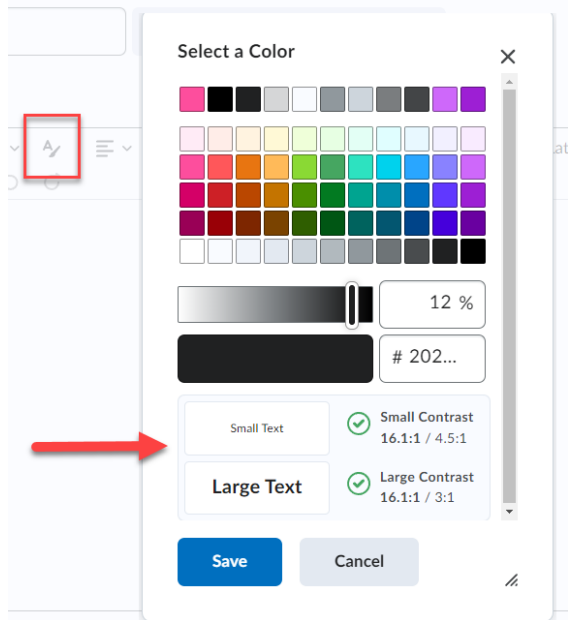 Select a Color
12 %
# 202...
Small Text
Small Contrast
16.1:1 / 4.5:1
Large Text
Large Contrast
16.1:1 / 3:1
Save
Cancel